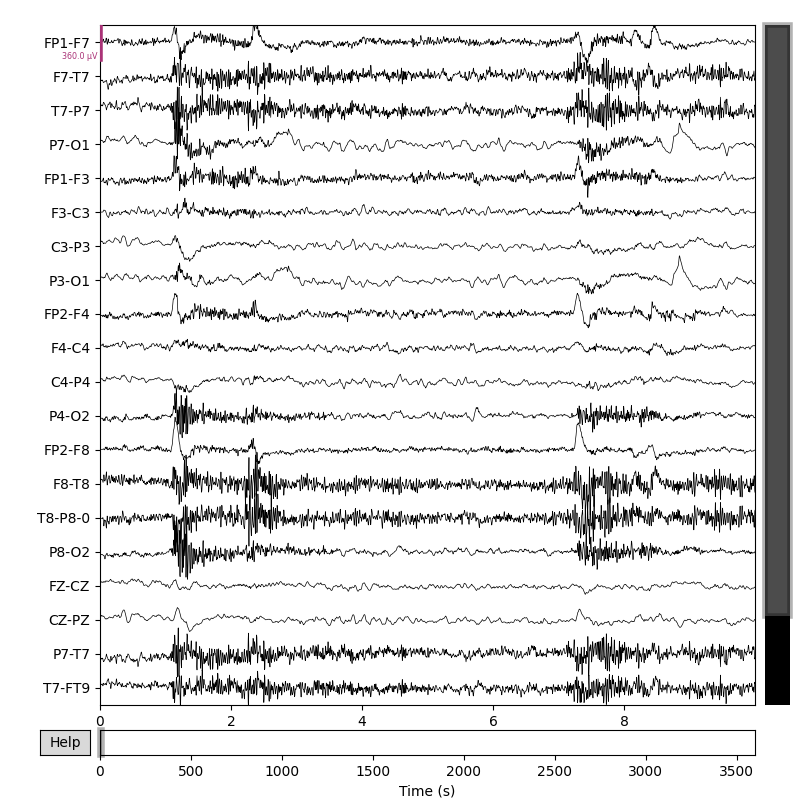 FP1-F7
360.0 µV
F7-T7
T7-P7
P7-O1
FP1-F3
F3-C3
C3-P3
P3-O1
FP2-F4
F4-C4
C4-P4
P4-O2
FP2-F8
F8-T8
T8-P8-0
P8-O2
FZ-CZ
CZ-PZ
P7-T7
T7-FT9
0 2 4 6 8
Help
0 500 1000 1500 2000 2500 3000 3500
Time (s)